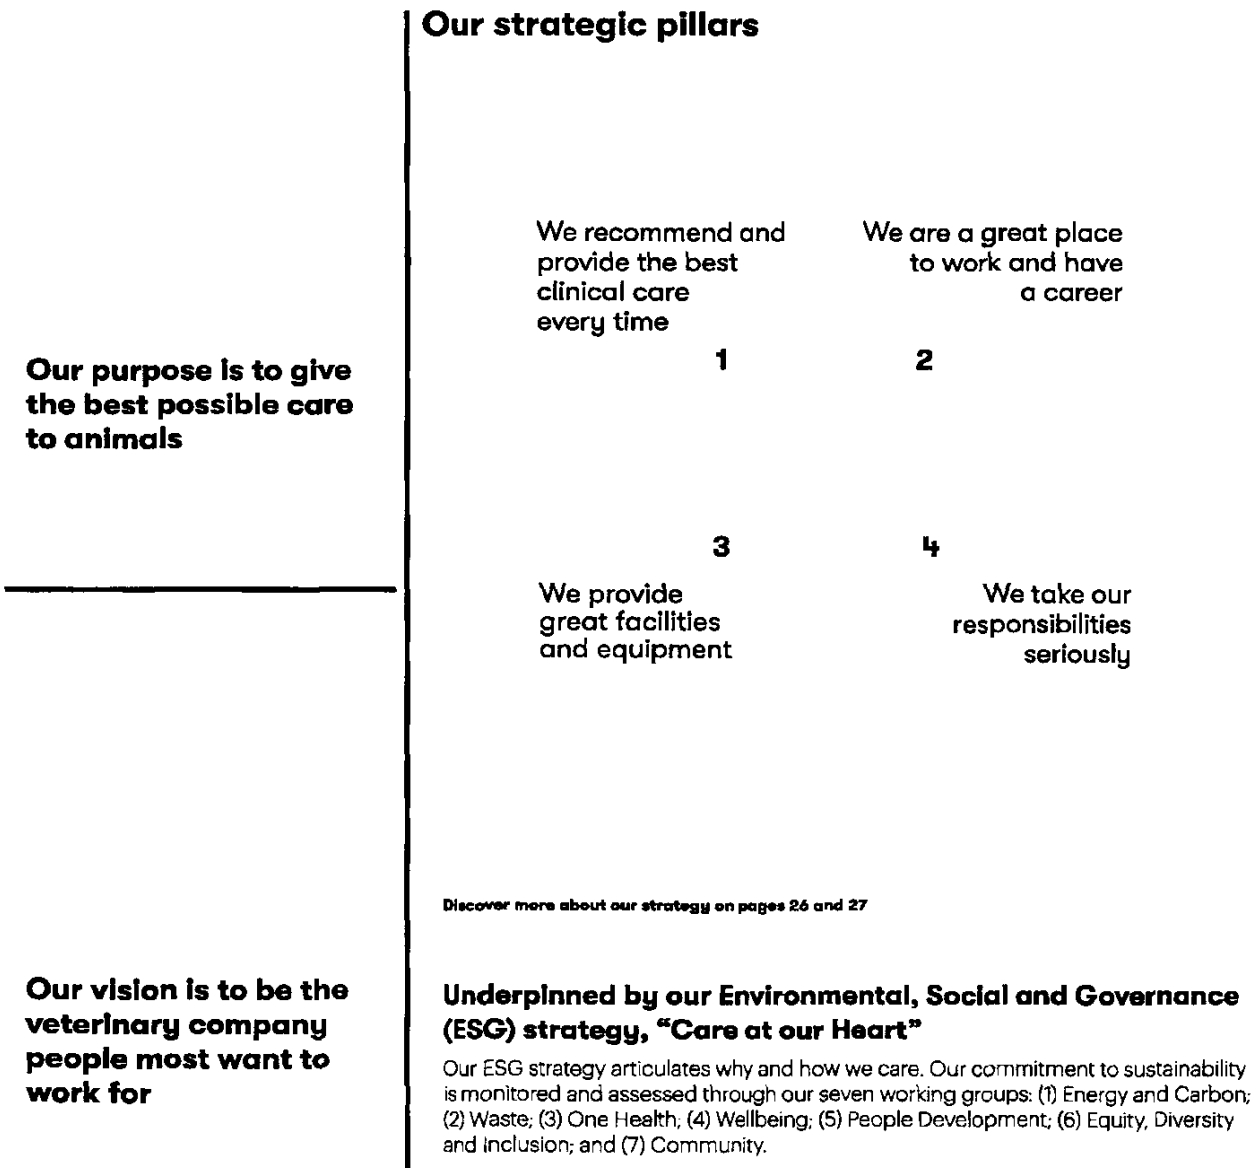 Our strategic pillars
We recommend and
provide the best
clinical care
every time
1
We are a great place
to work and have
a career
2
3
We provide
great facilities
and equipment
4
We take our
responsibilities
seriously
Discover more about our strategy on pages 26 and 27
Our purpose is to give
the best possible care
to animals
Our vision is to be the
veterinary company
people most want to
work for
Underpinned by our Environmental, Social and Governance
(ESG) strategy, “Care at our Heart”
Our ESG strategy articulates why and how we care. Our commitment to sustainability
is monitored and assessed through our seven working groups: (1) Energy and Carbon;
(2) Waste; (3) One Health; (4) Wellbeing; (5) People Development; (6) Equity, Diversity
and Inclusion; and (7) Community.